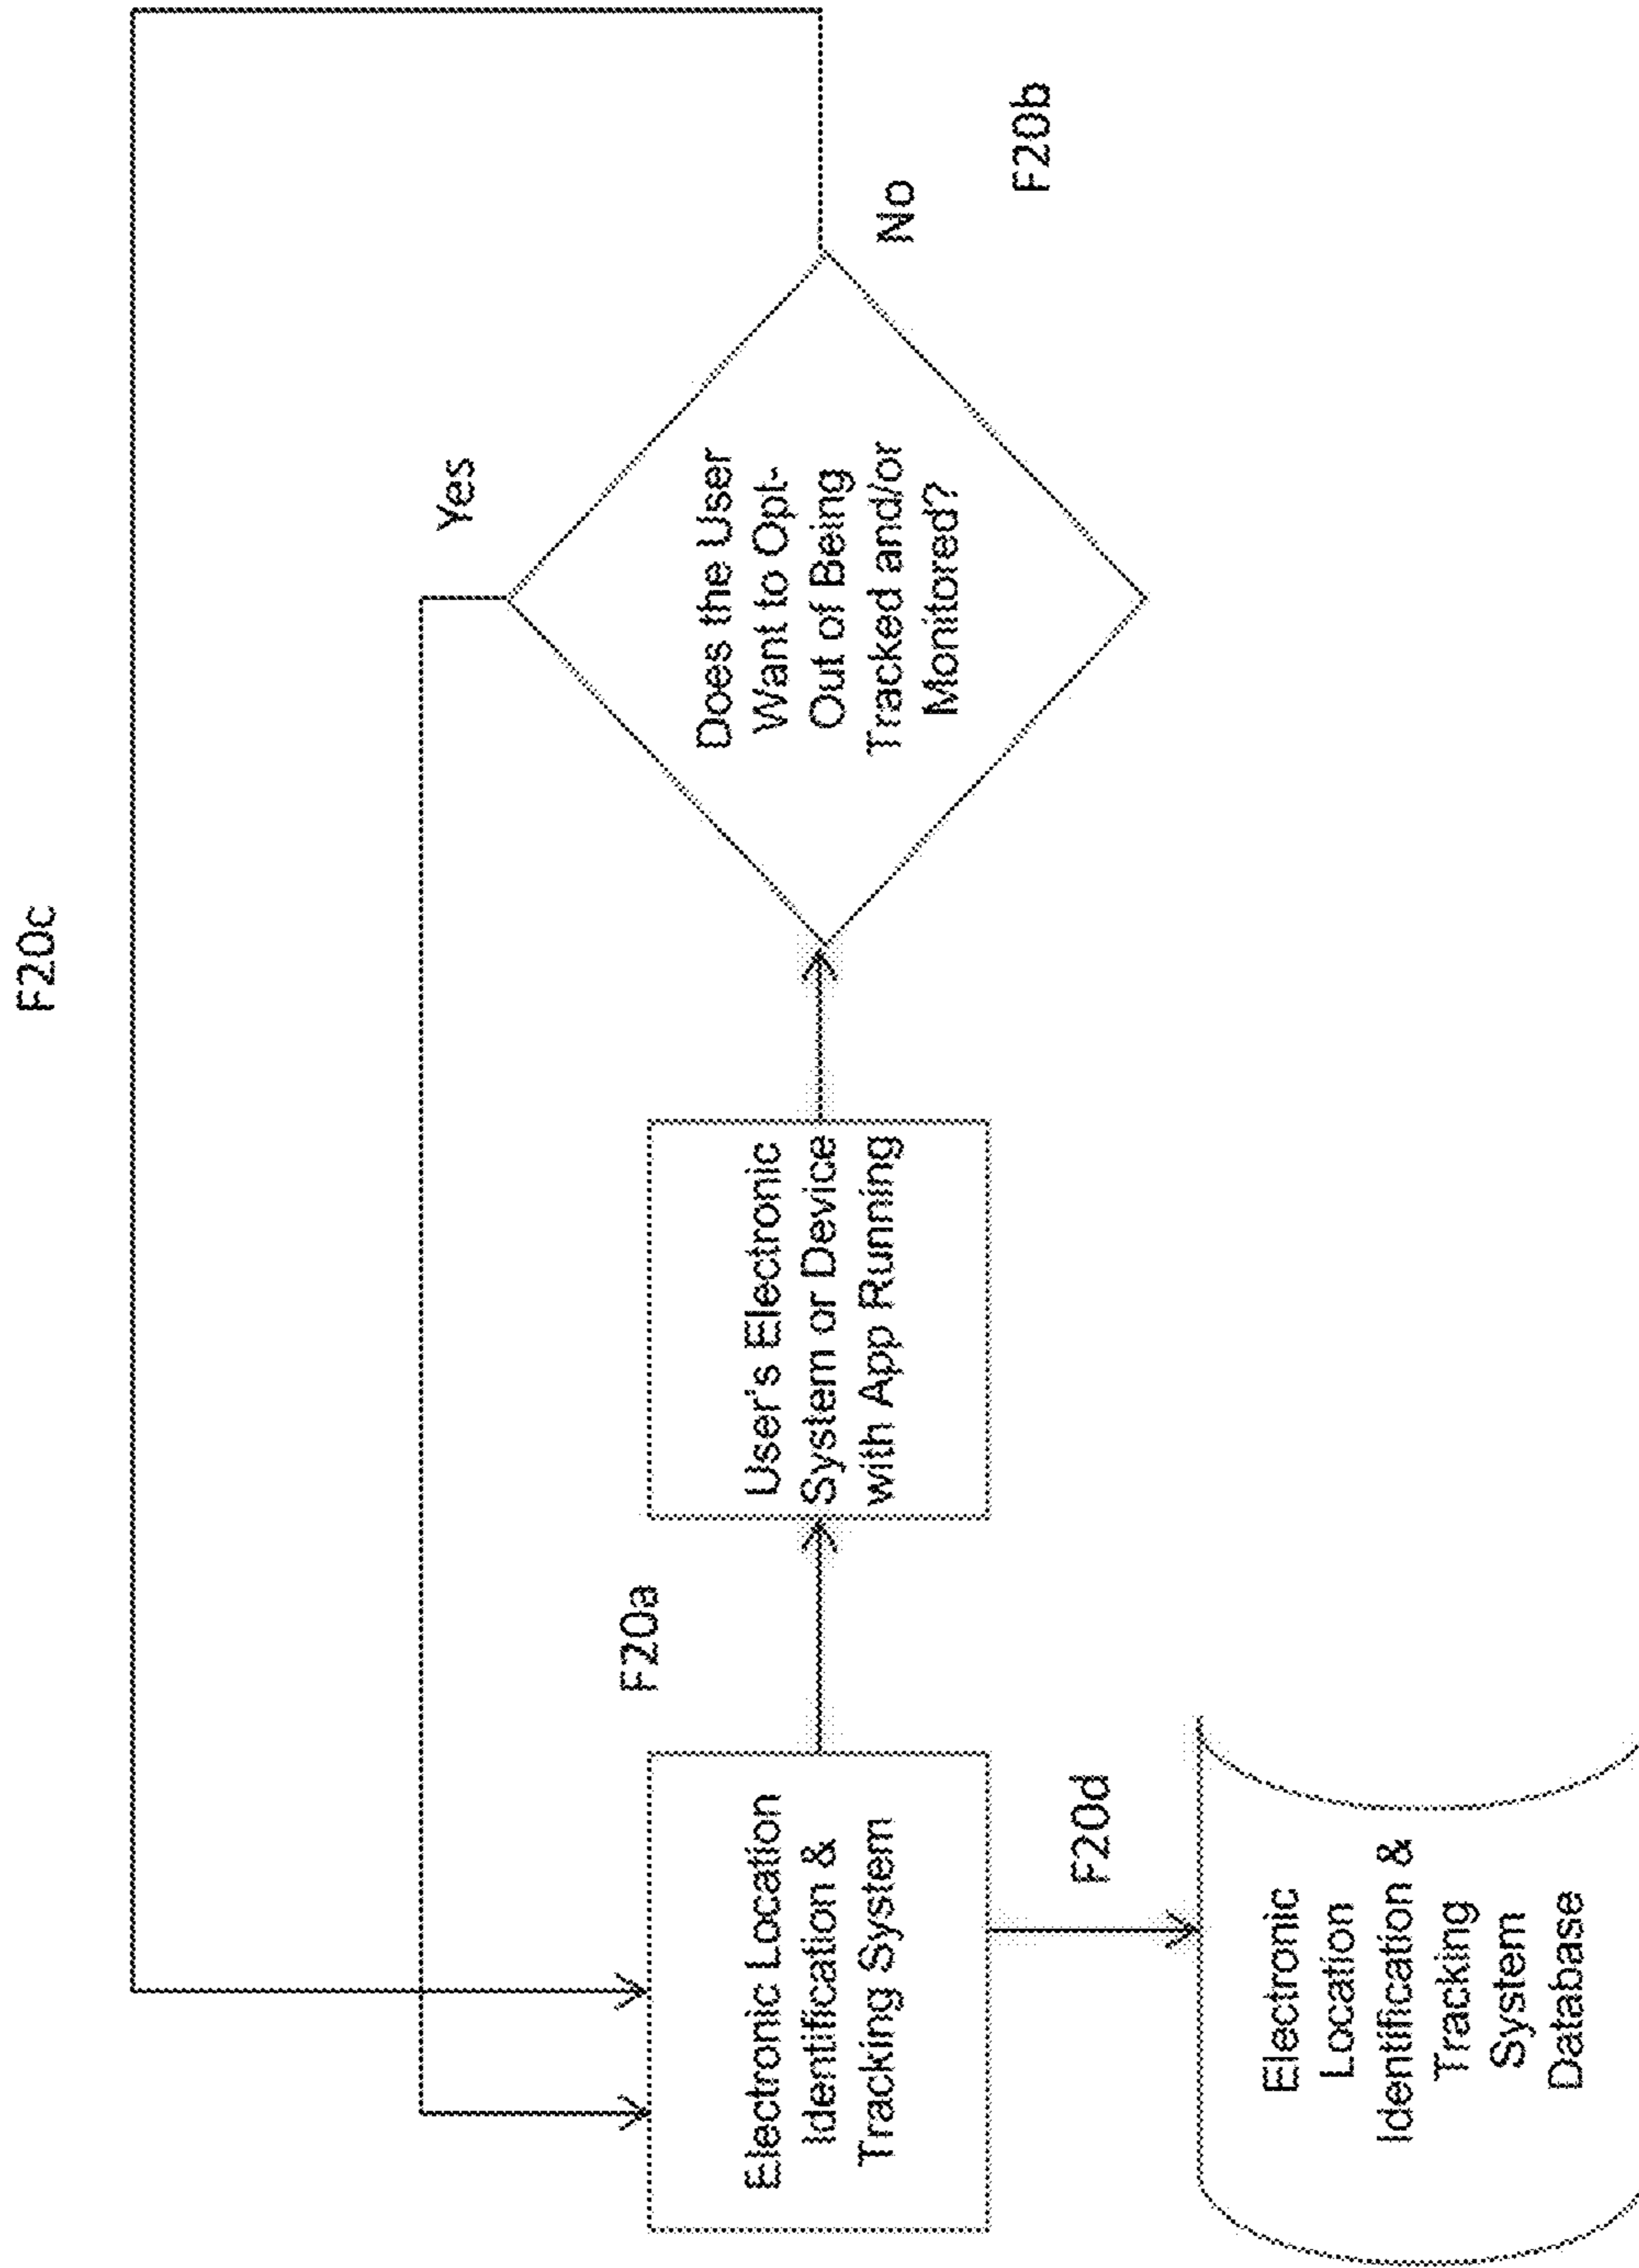 F20c
Yes
F20a
Electronic Location
Identification &
Tracking System
User's Electronic
System or Device
with App Running
Does the User
Want to Opt-
Out of Being
Tracked and/or
Monitored?
No
F20b
F20d
Electronic
Location
Identification &
Tracking
System
Database